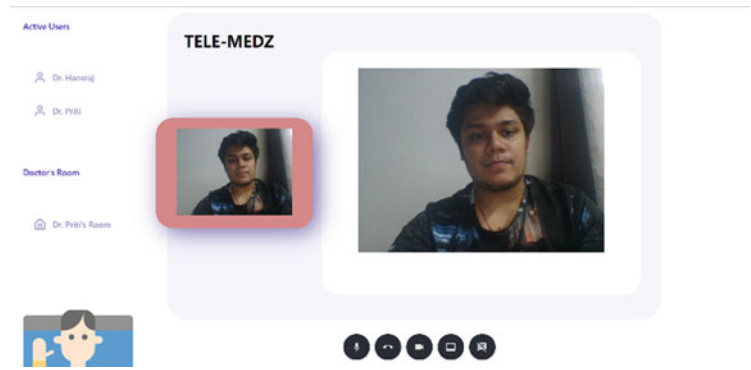 Active Users
TELE-MEDZ
Dr. Hansraj
Dr. Priti
Doctor's Room
Dr. Priti's Room